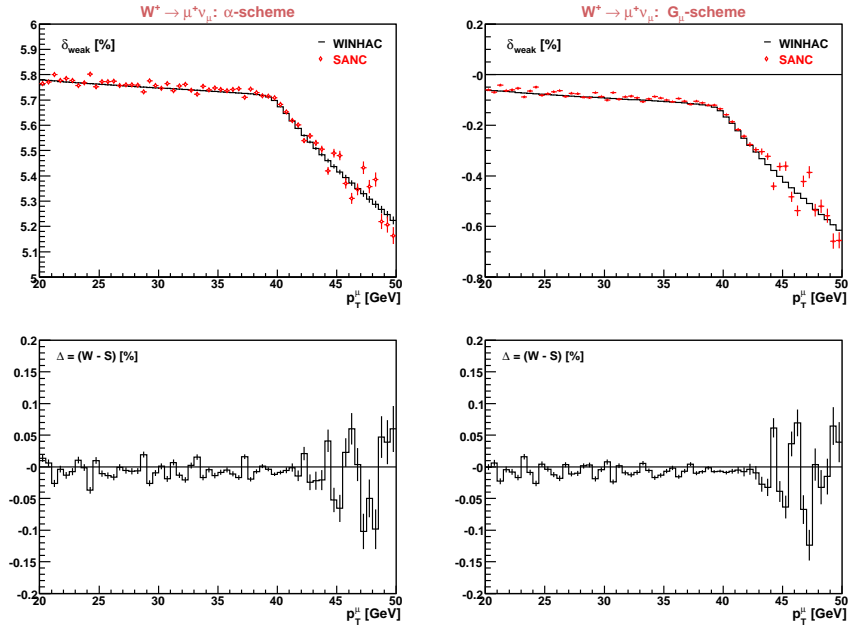 W⁺ → μ⁺ν_μ: α-scheme
W⁺ → μ⁺ν_μ: G_μ-scheme
6
5.9
5.8
5.7
5.6
5.5
5.4
5.3
5.2
5.1
5
δ_weak [%]
WINHAC
SANC
20 25 30 35 40 45 50
p_T^μ [GeV]
0.2
-0
-0.2
-0.4
-0.6
-0.8
δ_weak [%]
WINHAC
SANC
20 25 30 35 40 45 50
p_T^μ [GeV]
0.2
0.15
0.1
0.05
-0
-0.05
-0.1
-0.15
-0.2
Δ = (W - S) [%]
20 25 30 35 40 45 50
p_T^μ [GeV]
0.2
0.15
0.1
0.05
-0
-0.05
-0.1
-0.15
-0.2
Δ = (W - S) [%]
20 25 30 35 40 45 50
p_T^μ [GeV]